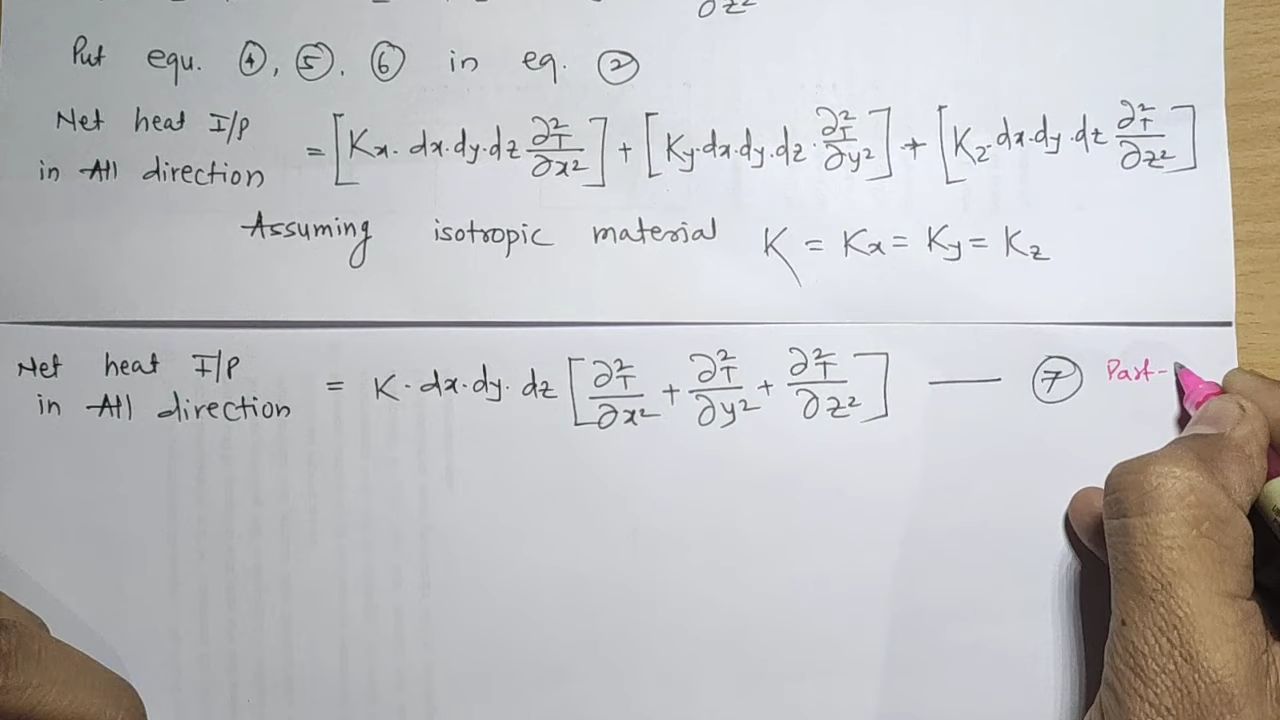 ∂z²
Put equ. ④, ⑤, ⑥ in eq. ②
Net heat I/P in All direction = [Kx. dx.dy.dz ∂²T/∂x²] + [Ky.dx.dy.dz. ∂²T/∂y²] + [Kz.dx.dy.dz ∂²T/∂z²]
Assuming isotropic material K = Kx = Ky = Kz
Net heat I/P in All direction = K. dx.dy. dz [∂²T/∂x² + ∂²T/∂y² + ∂²T/∂z²] —— ⑦ Part-